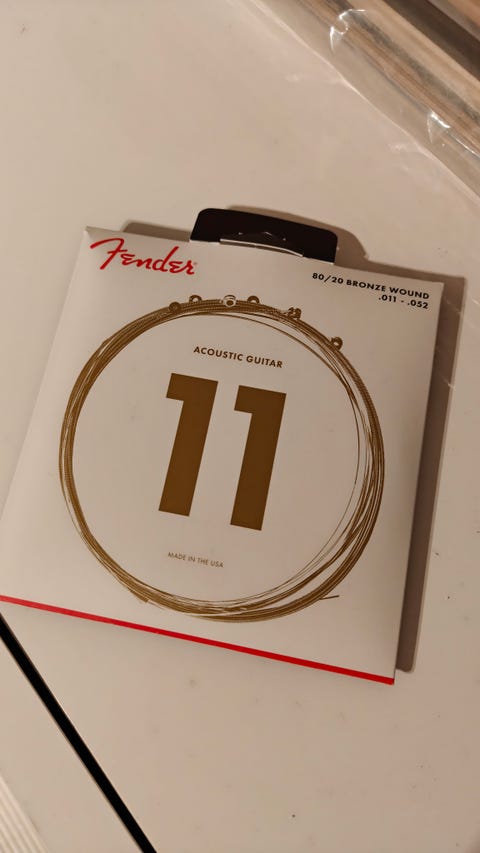 Fender
80/20 BRONZE WOUND
.011 - .052
ACOUSTIC GUITAR
11
MADE IN THE USA